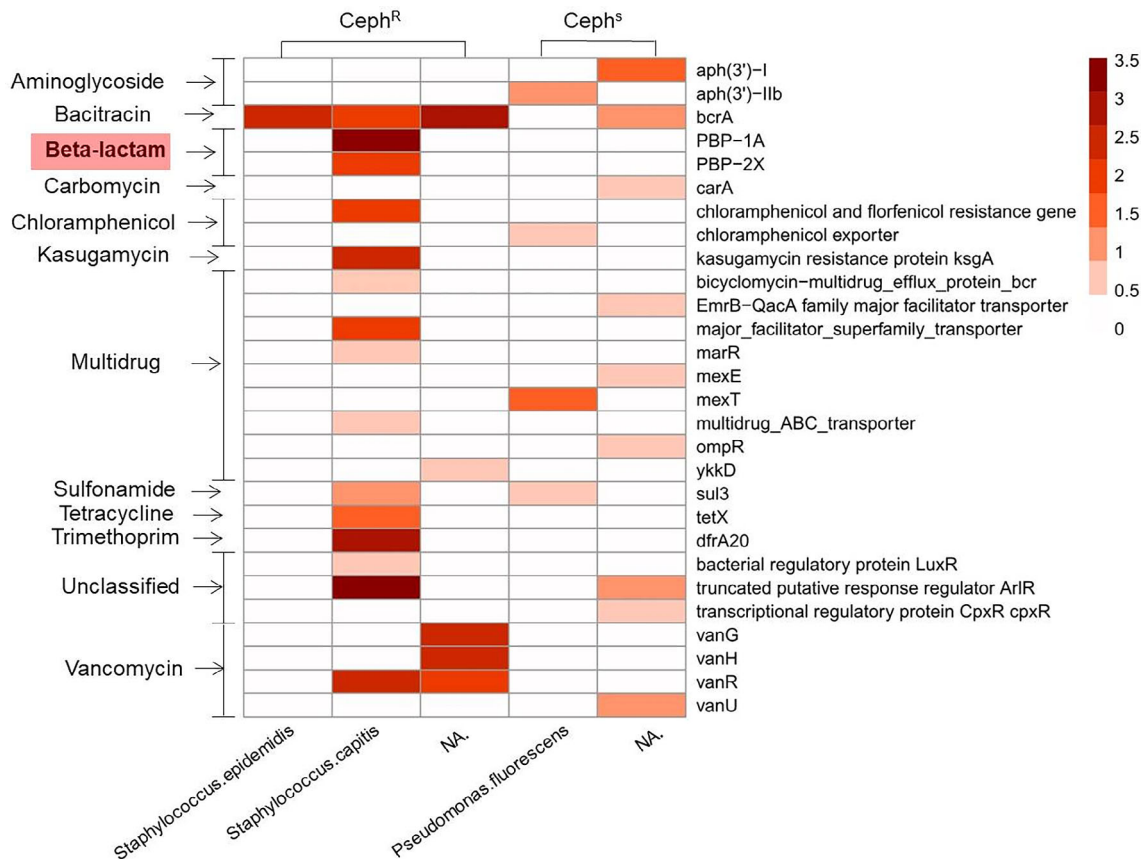 Ceph^R
Ceph^s
Aminoglycoside
Bacitracin
Beta-lactam
Carbomycin
Chloramphenicol
Kasugamycin
Multidrug
Sulfonamide
Tetracycline
Trimethoprim
Unclassified
Vancomycin
aph(3')−I
aph(3')−IIb
bcrA
PBP−1A
PBP−2X
carA
chloramphenicol and florfenicol resistance gene
chloramphenicol exporter
kasugamycin resistance protein ksgA
bicyclomycin−multidrug_efflux_protein_bcr
EmrB−QacA family major facilitator transporter
major_facilitator_superfamily_transporter
marR
mexE
mexT
multidrug_ABC_transporter
ompR
ykkD
sul3
tetX
dfrA20
bacterial regulatory protein LuxR
truncated putative response regulator ArlR
transcriptional regulatory protein CpxR cpxR
vanG
vanH
vanR
vanU
3.5
3
2.5
2
1.5
1
0.5
0
Staphylococcus.epidemidis
Staphylococcus.capitis
NA.
Pseudomonas.fluorescens
NA.